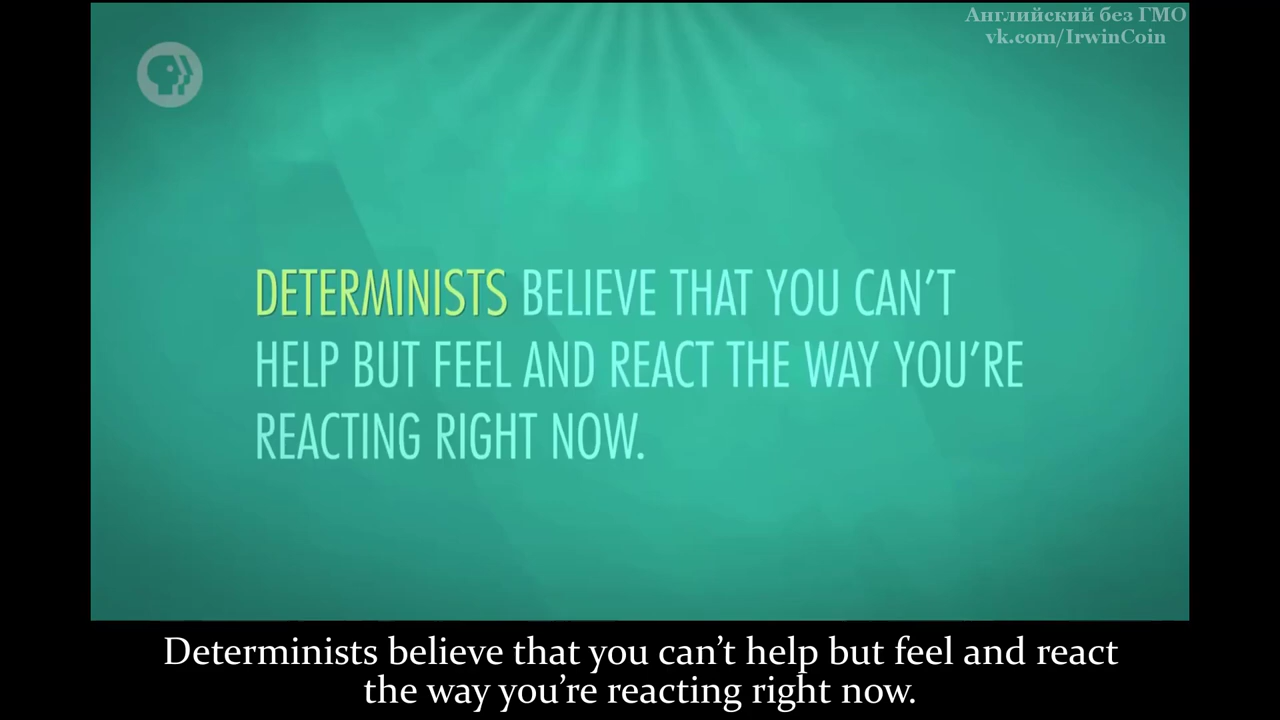 Английский без ГМО
vk.com/IrwinCoin
DETERMINISTS BELIEVE THAT YOU CAN’T
HELP BUT FEEL AND REACT THE WAY YOU’RE
REACTING RIGHT NOW.
Determinists believe that you can’t help but feel and react
the way you’re reacting right now.